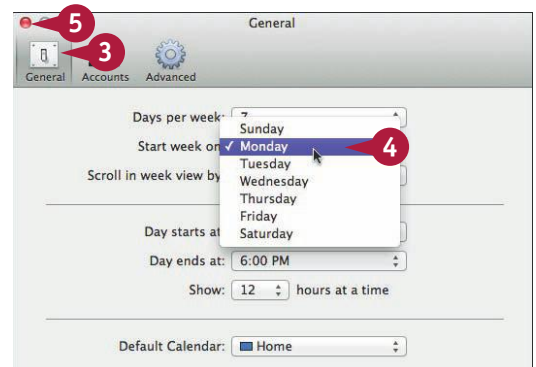 5
General
3
General Accounts Advanced
Days per week: 7
Sunday
Start week on ✓ Monday
4
Tuesday
Scroll in week view by
Wednesday
Thursday
Friday
Day starts at
Saturday
Day ends at: 6:00 PM
Show: 12 hours at a time
Default Calendar: Home